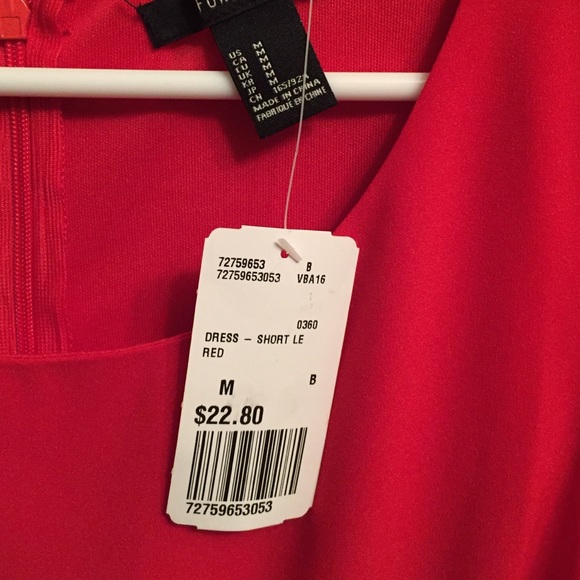 US M
CA M
EU M
UK M
KR M
JP M
CN 165/92A
MADE IN CHINA
FABRIQUE EN CHINE
72759653 B
72759653053 VBA16
0360
DRESS – SHORT LE
RED
M B
$22.80
72759653053